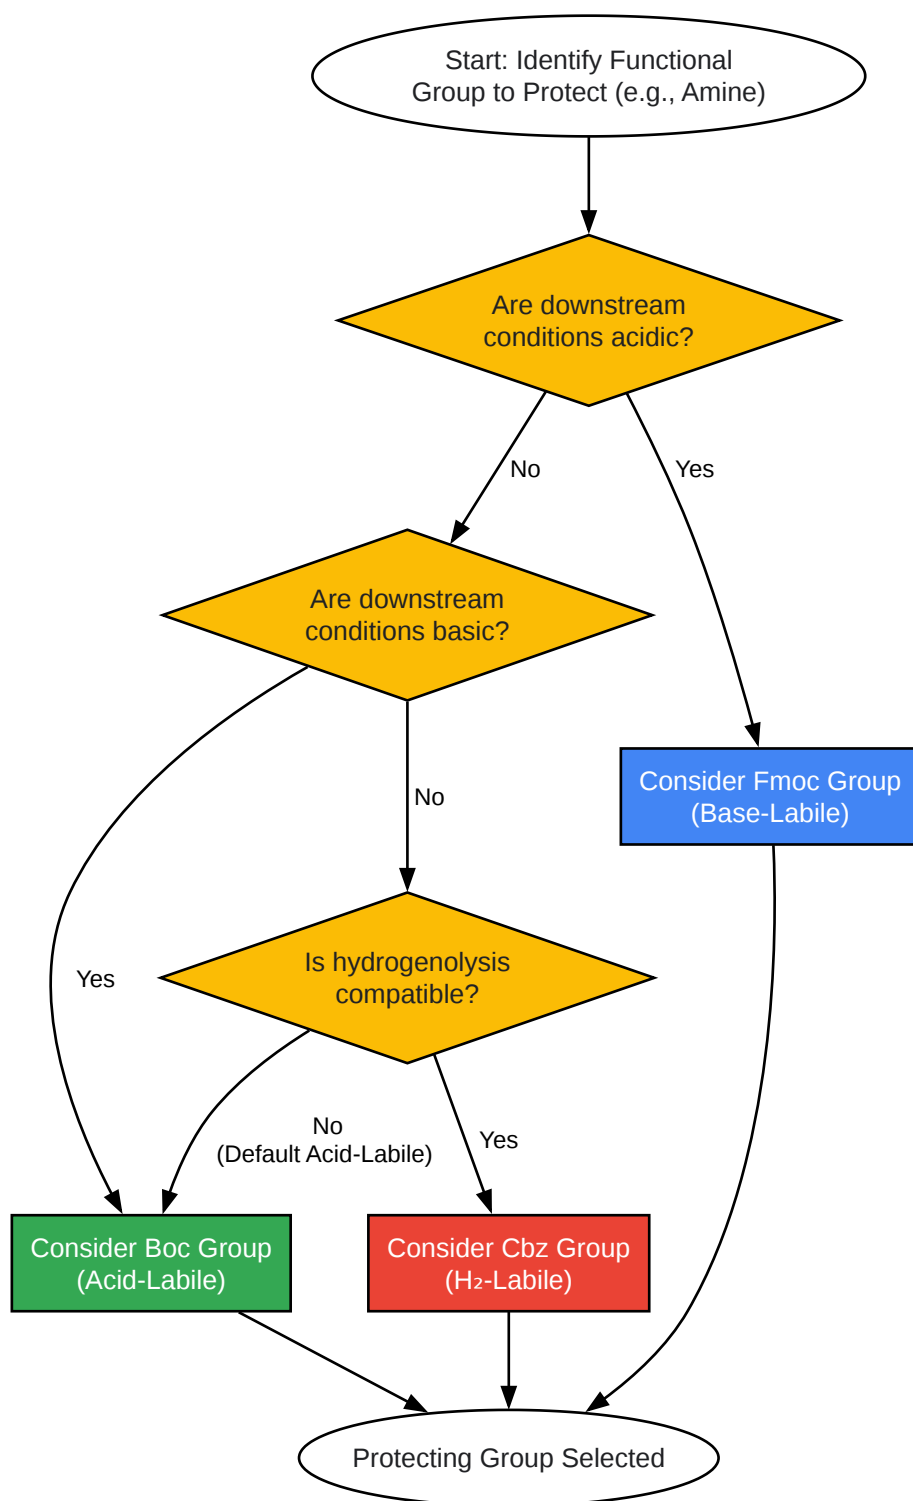 Start: Identify Functional
Group to Protect (e.g., Amine)
Are downstream
conditions acidic?
No
Yes
Are downstream
conditions basic?
Consider Fmoc Group
(Base-Labile)
No
Yes
Is hydrogenolysis
compatible?
No
(Default Acid-Labile)
Yes
Consider Boc Group
(Acid-Labile)
Consider Cbz Group
(H₂-Labile)
Protecting Group Selected